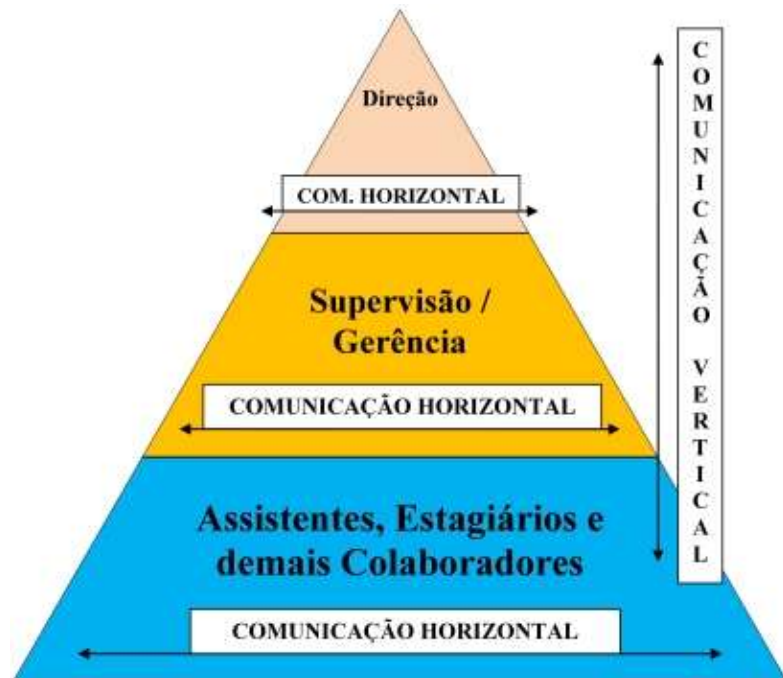 Direção
COM. HORIZONTAL
Supervisão /
Gerência
COMUNICAÇÃO HORIZONTAL
Assistentes, Estagiários e
demais Colaboradores
COMUNICAÇÃO HORIZONTAL
COMUNICAÇÃO VERTICAL